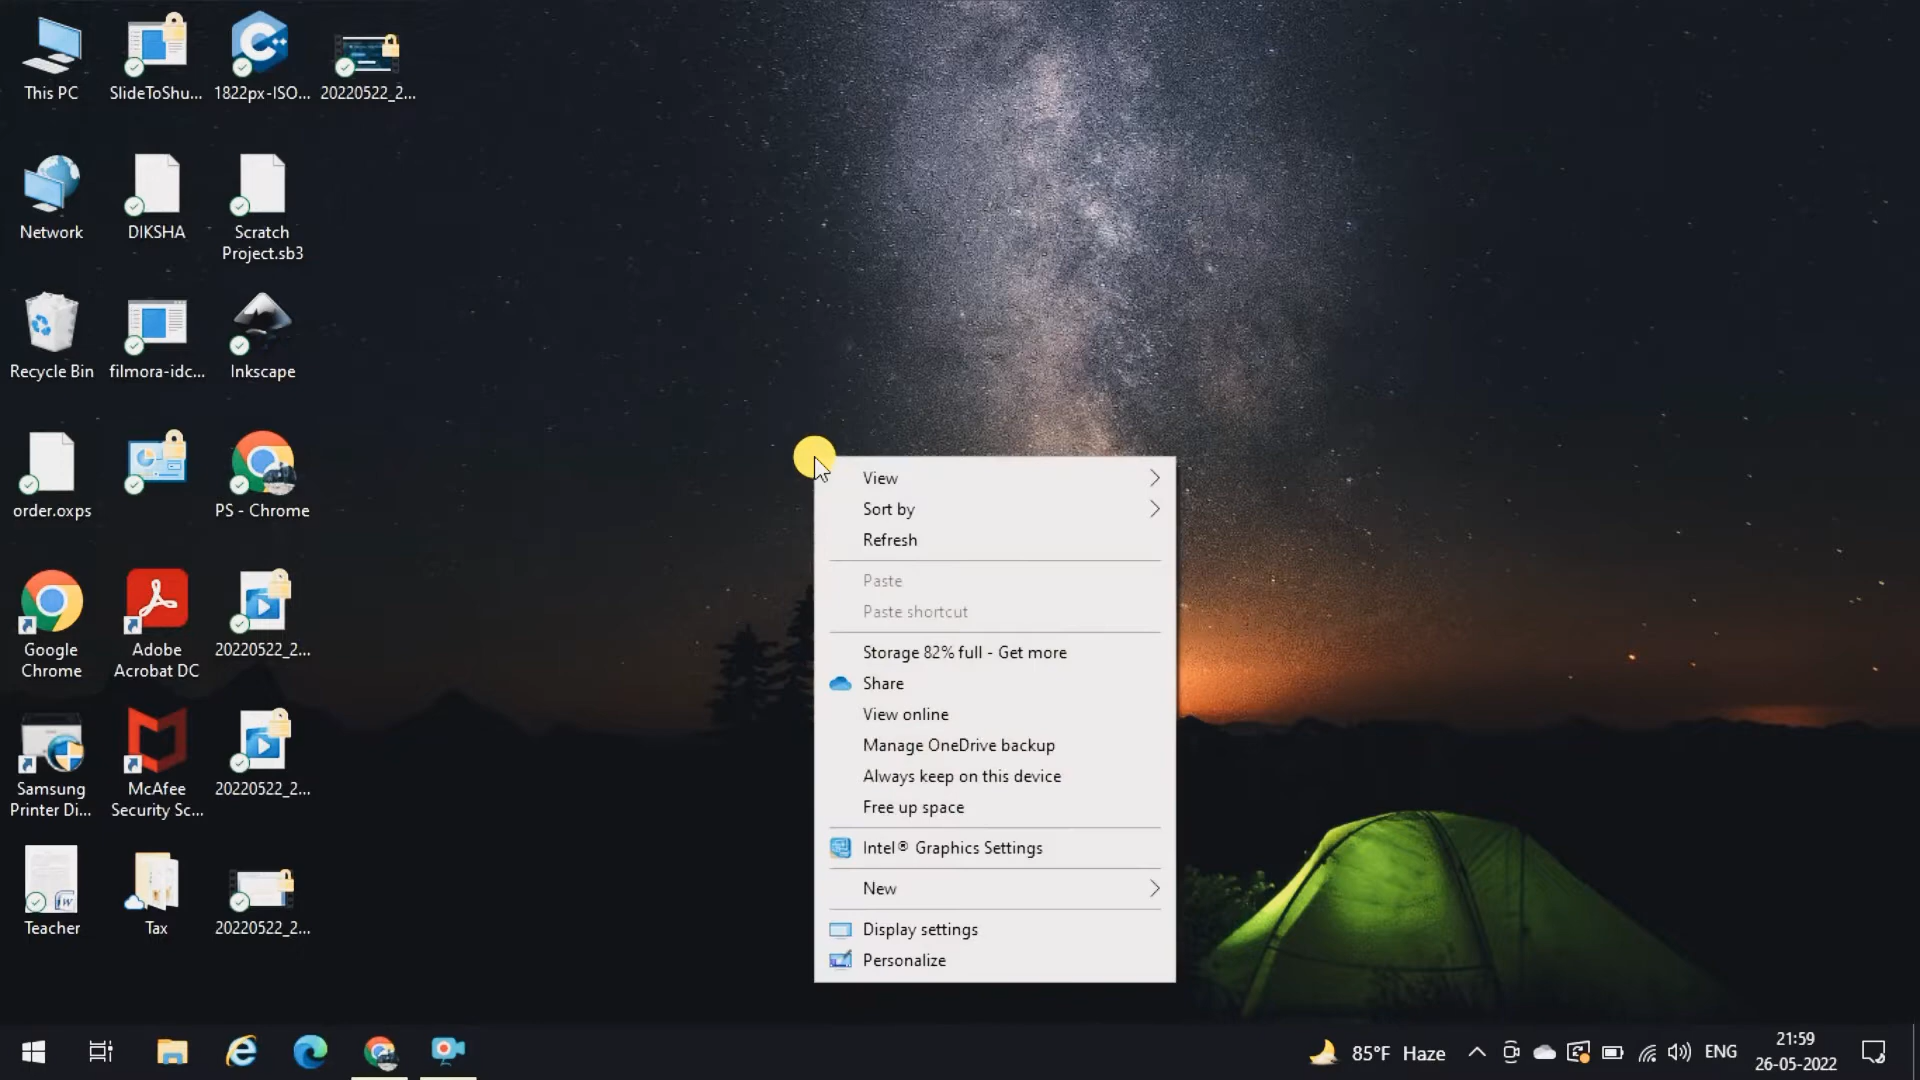 This PC
SlideToShu...
1822px-ISO...
20220522_2...
Network
DIKSHA
Scratch
Project.sb3
Recycle Bin
filmora-idc...
Inkscape
order.oxps
PS - Chrome
Google
Chrome
Adobe
Acrobat DC
20220522_2...
Samsung
Printer Di...
McAfee
Security Sc...
20220522_2...
Teacher
Tax
20220522_2...
View
Sort by
Refresh
Paste
Paste shortcut
Storage 82% full - Get more
Share
View online
Manage OneDrive backup
Always keep on this device
Free up space
Intel® Graphics Settings
New
Display settings
Personalize
85°F Haze
ENG
21:59
26-05-2022